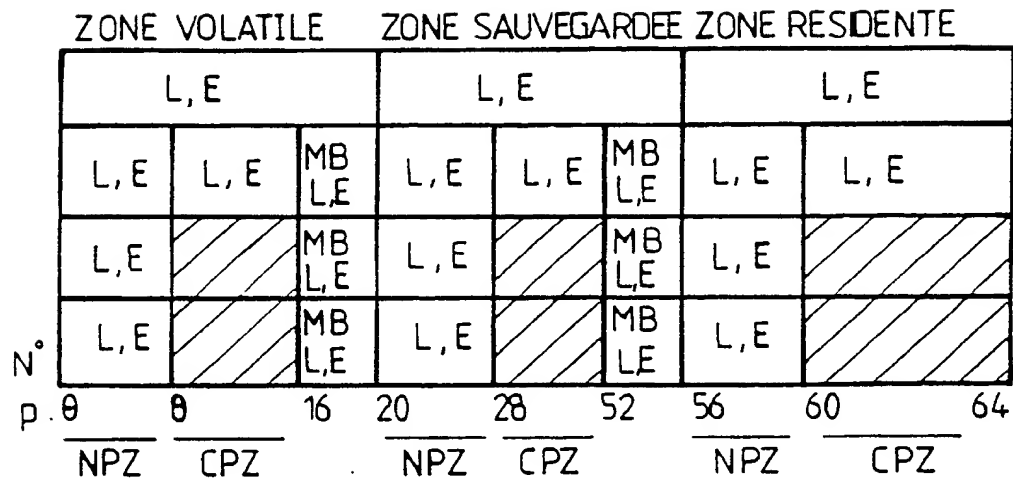 ZONE VOLATILE ZONE SAUVEGARDEE ZONE RESIDENTE
L, E L, E L, E
L, E L, E MB L, E L, E MB L, E L, E
L,E L,E L,E
L, E MB L, E MB L, E
L,E L,E
L, E MB L, E MB L, E
L,E L,E
N°
p. 0 8 16 20 28 52 56 60 64
NPZ CPZ NPZ CPZ NPZ CPZ